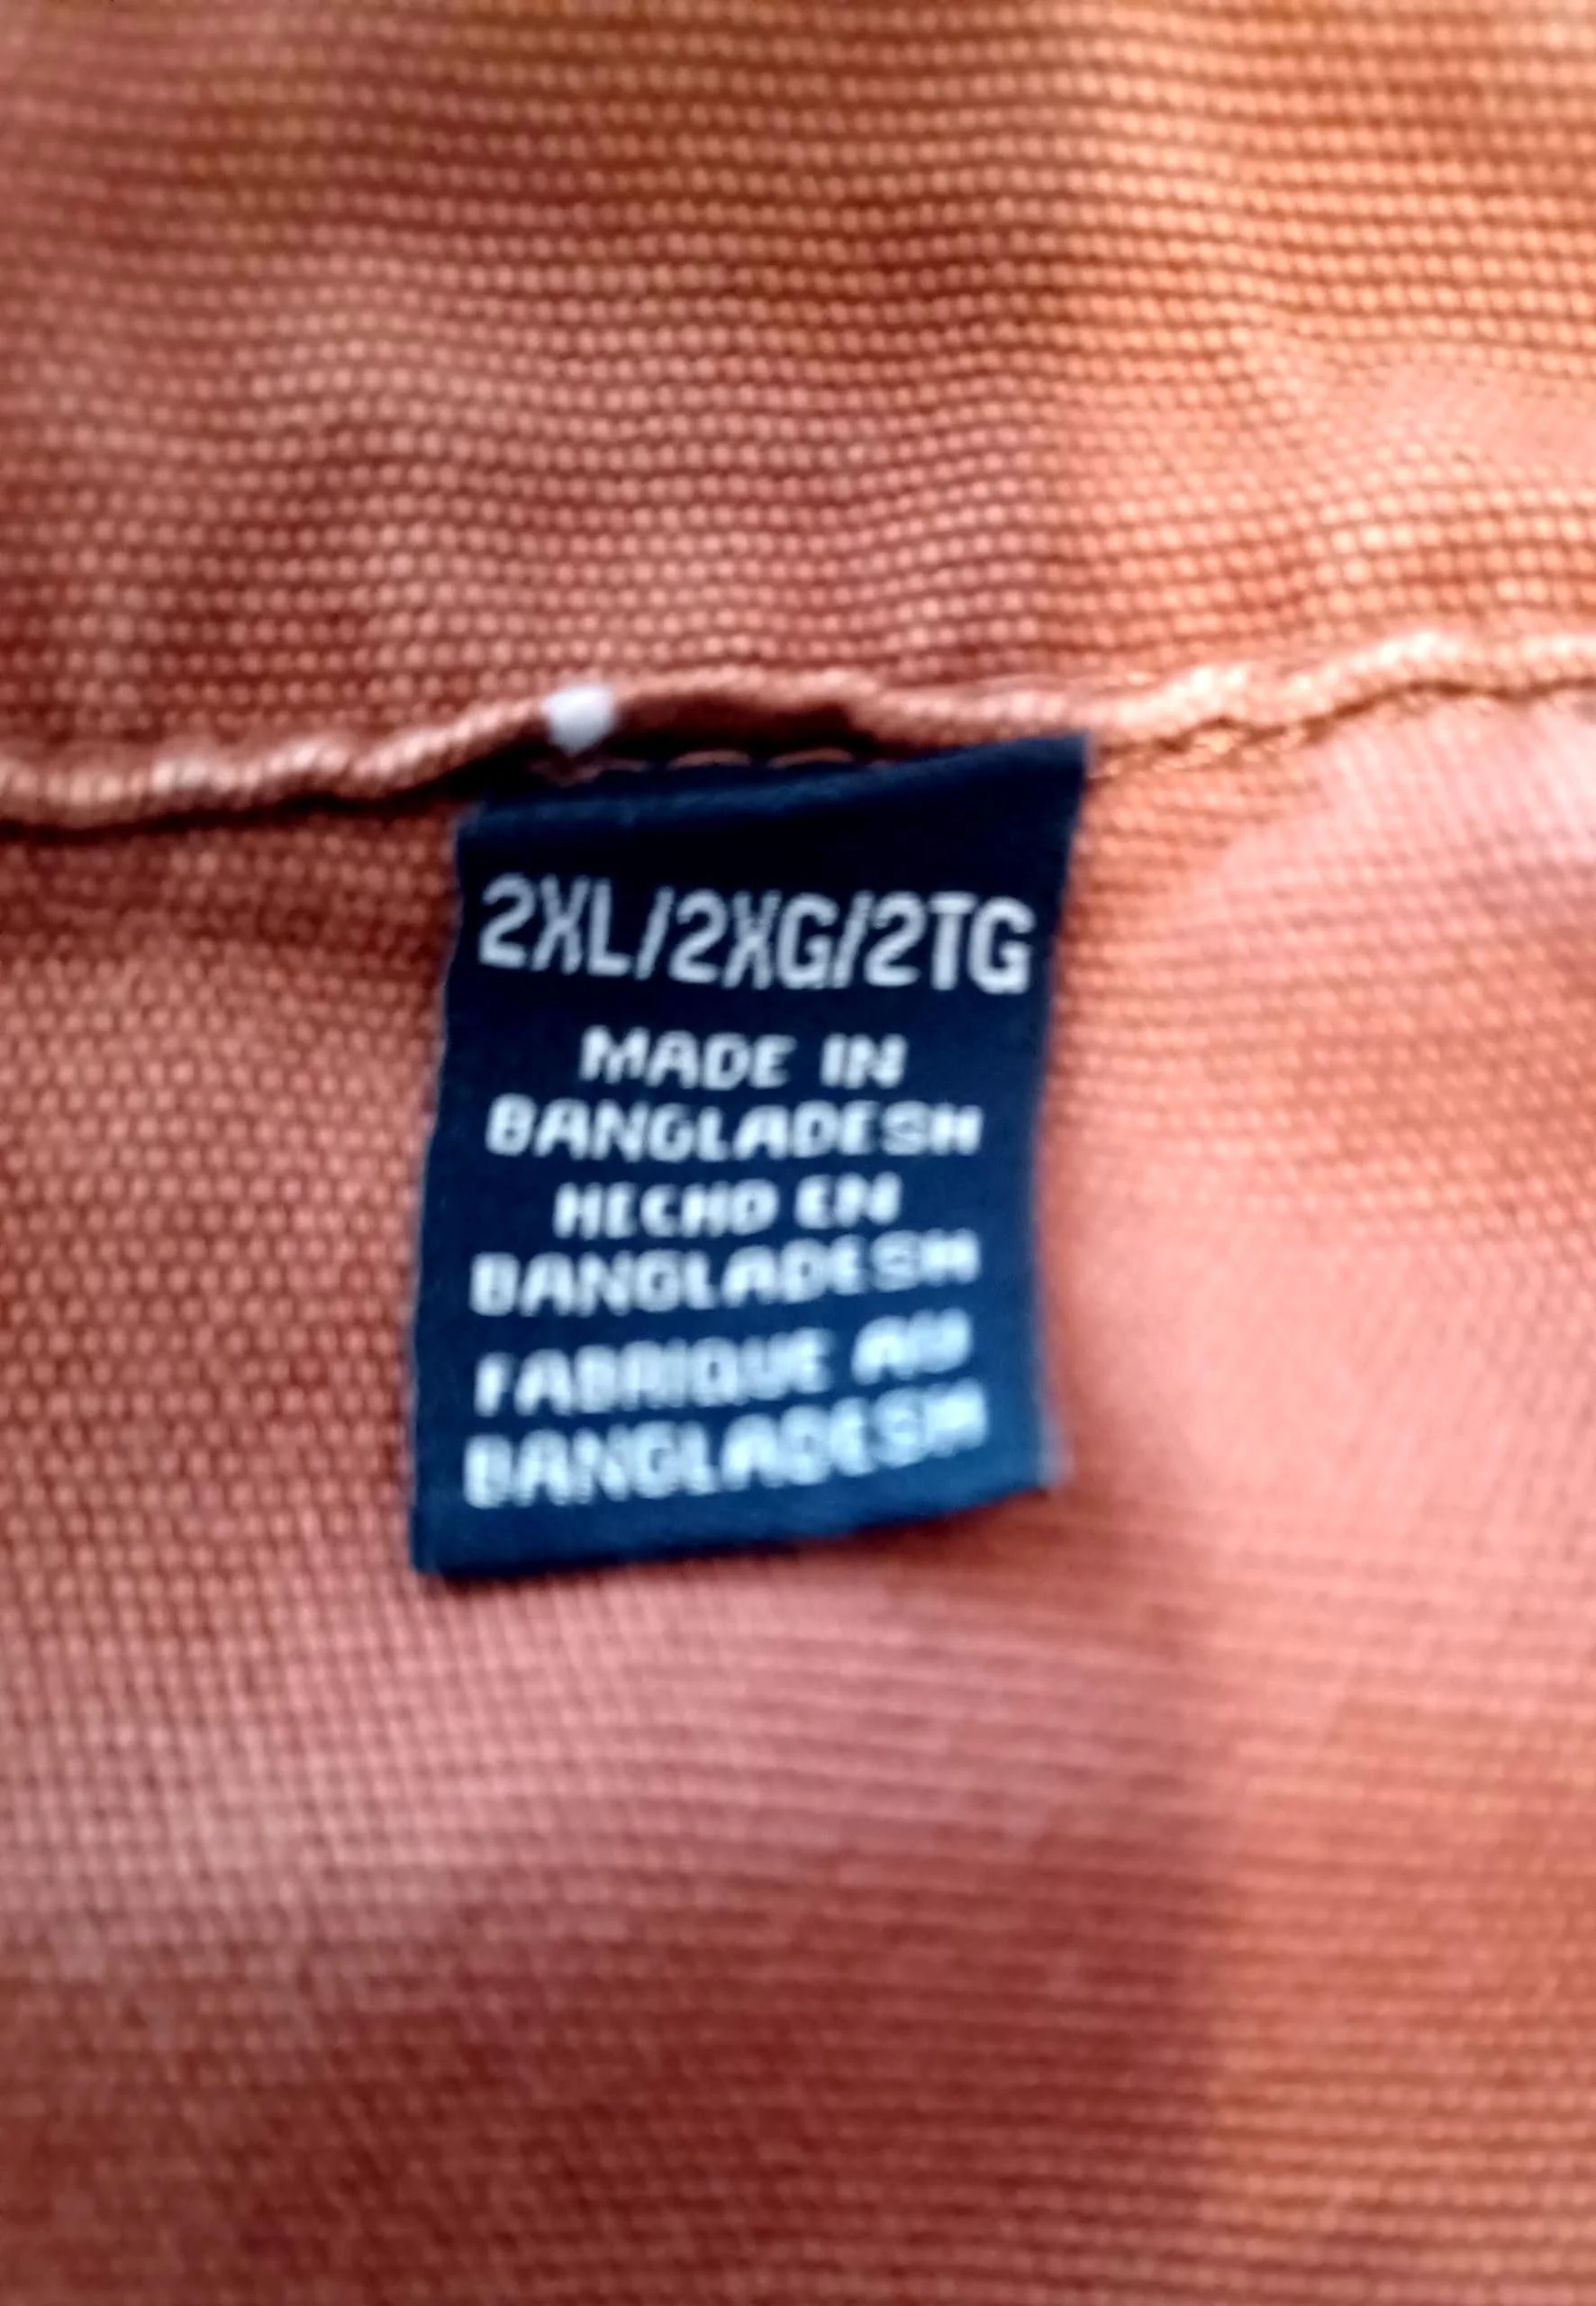 2XL/2XG/2TG
MADE IN
BANGLADESH
HECHO EN
BANGLADESH
FABRIQUE AU
BANGLADESH